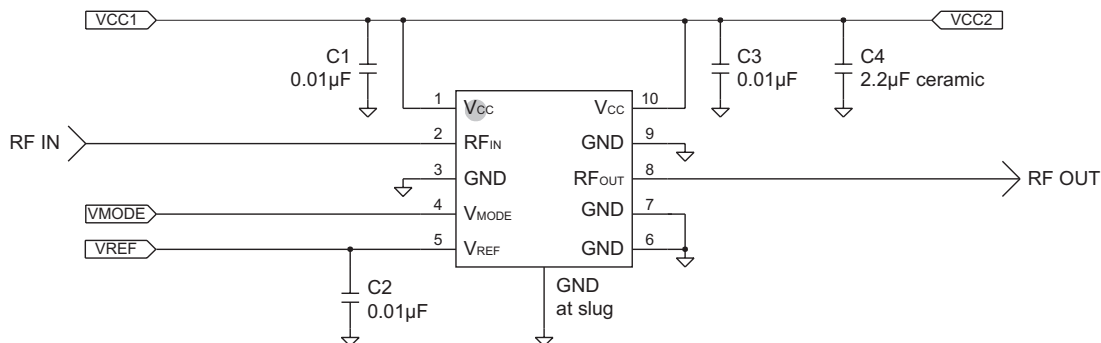 VCC1
VCC2
C1
0.01µF
C3
0.01µF
C4
2.2µF ceramic
1
VCC
VCC
10
RF IN
2
RFIN
GND
9
3
GND
RFOUT
8
RF OUT
VMODE
4
VMODE
GND
7
VREF
5
VREF
GND
6
C2
0.01µF
GND
at slug